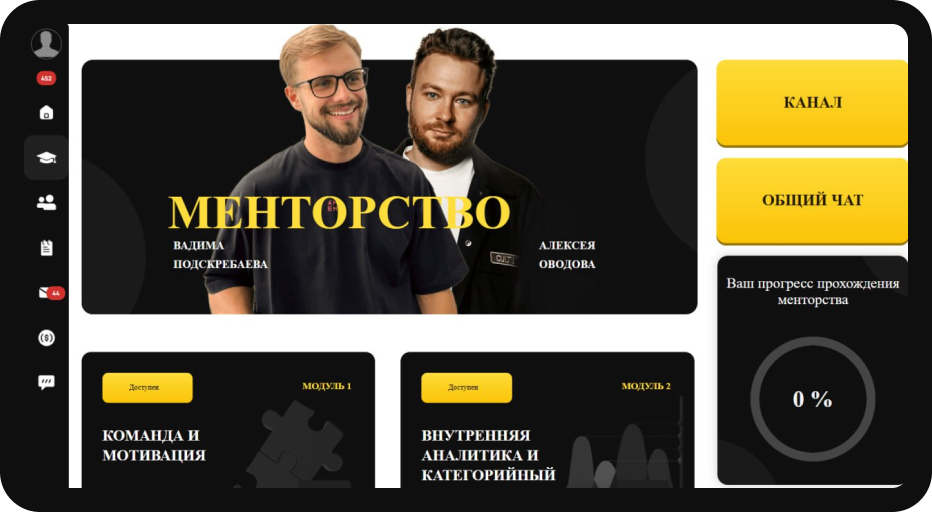 452
44
МЕНТОРСТВО
ВАДИМА
ПОДСКРЕБАЕВА
АЛЕКСЕЯ
ОВОДОВА
КАНАЛ
ОБЩИЙ ЧАТ
Ваш прогресс прохождения
менторства
0 %
Доступен
МОДУЛЬ 1
КОМАНДА И
МОТИВАЦИЯ
Доступен
МОДУЛЬ 2
ВНУТРЕННЯЯ
АНАЛИТИКА И
КАТЕГОРИЙНЫЙ